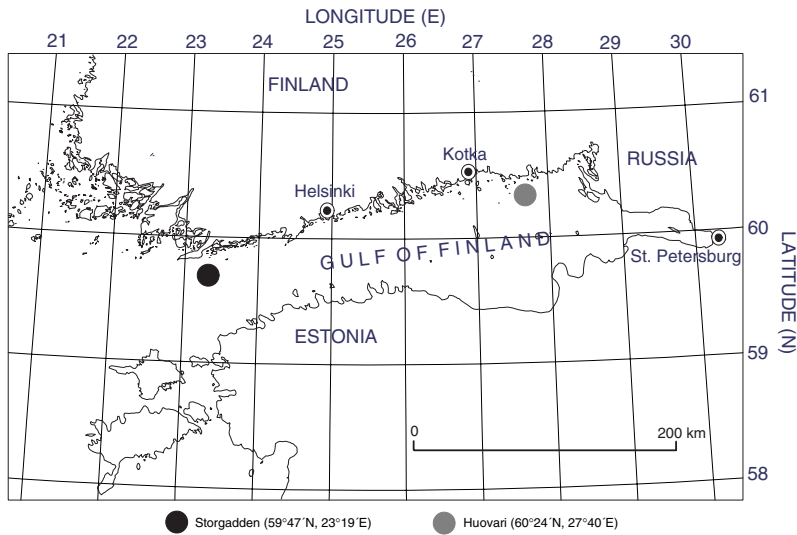 LONGITUDE (E)
21 22 23 24 25 26 27 28 29 30
FINLAND
61
Kotka
RUSSIA
Helsinki
60
GULF OF FINLAND
St. Petersburg
LATITUDE (N)
ESTONIA
59
0 200 km
58
Storgadden (59°47´N, 23°19´E) Huovari (60°24´N, 27°40´E)